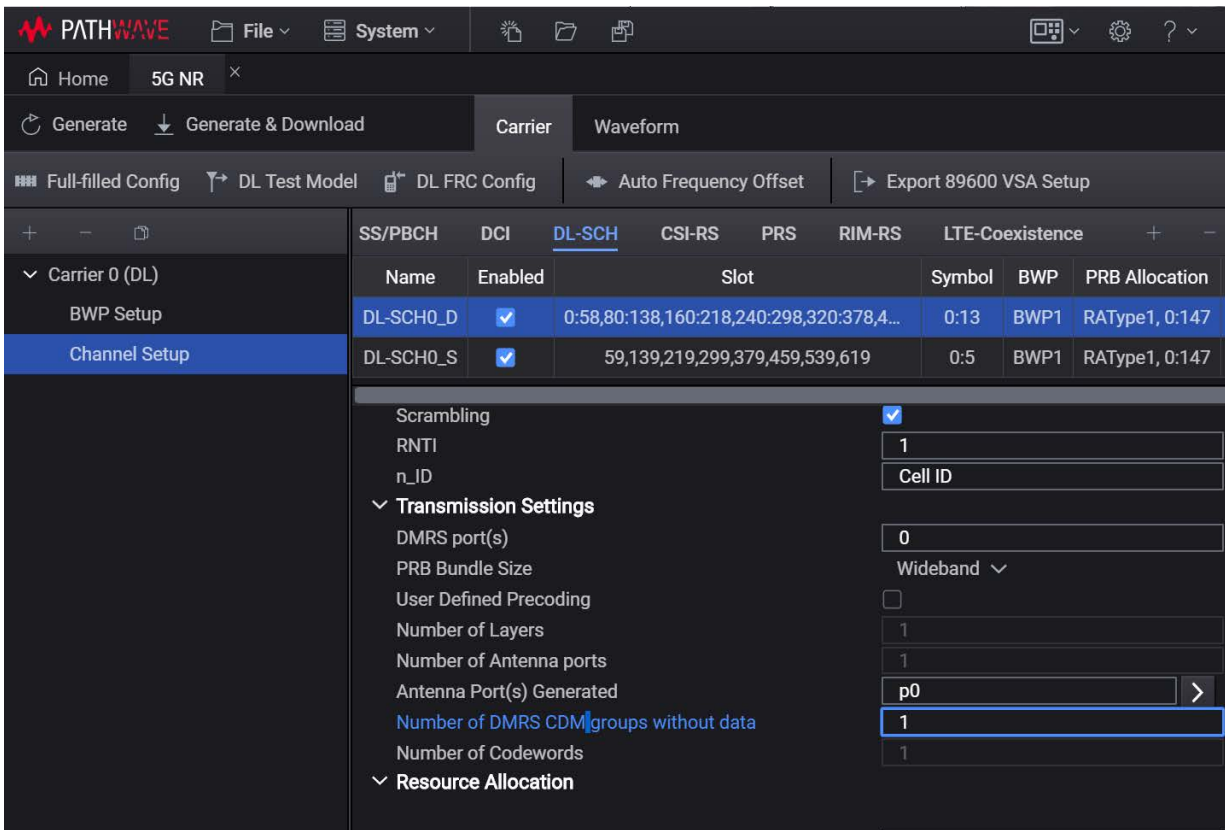 PATHWAVE File System ?
Home 5G NR ×
Generate Generate & Download Carrier Waveform
Full-filled Config DL Test Model DL FRC Config Auto Frequency Offset Export 89600 VSA Setup
+ − SS/PBCH DCI DL-SCH CSI-RS PRS RIM-RS LTE-Coexistence + −
Carrier 0 (DL)
BWP Setup
Channel Setup
Name Enabled Slot Symbol BWP PRB Allocation
DL-SCH0_D 0:58,80:138,160:218,240:298,320:378,4... 0:13 BWP1 RAType1, 0:147
DL-SCH0_S 59,139,219,299,379,459,539,619 0:5 BWP1 RAType1, 0:147
Scrambling
RNTI 1
n_ID Cell ID
Transmission Settings
DMRS port(s) 0
PRB Bundle Size Wideband
User Defined Precoding
Number of Layers 1
Number of Antenna ports 1
Antenna Port(s) Generated p0 >
Number of DMRS CDM groups without data 1
Number of Codewords 1
Resource Allocation